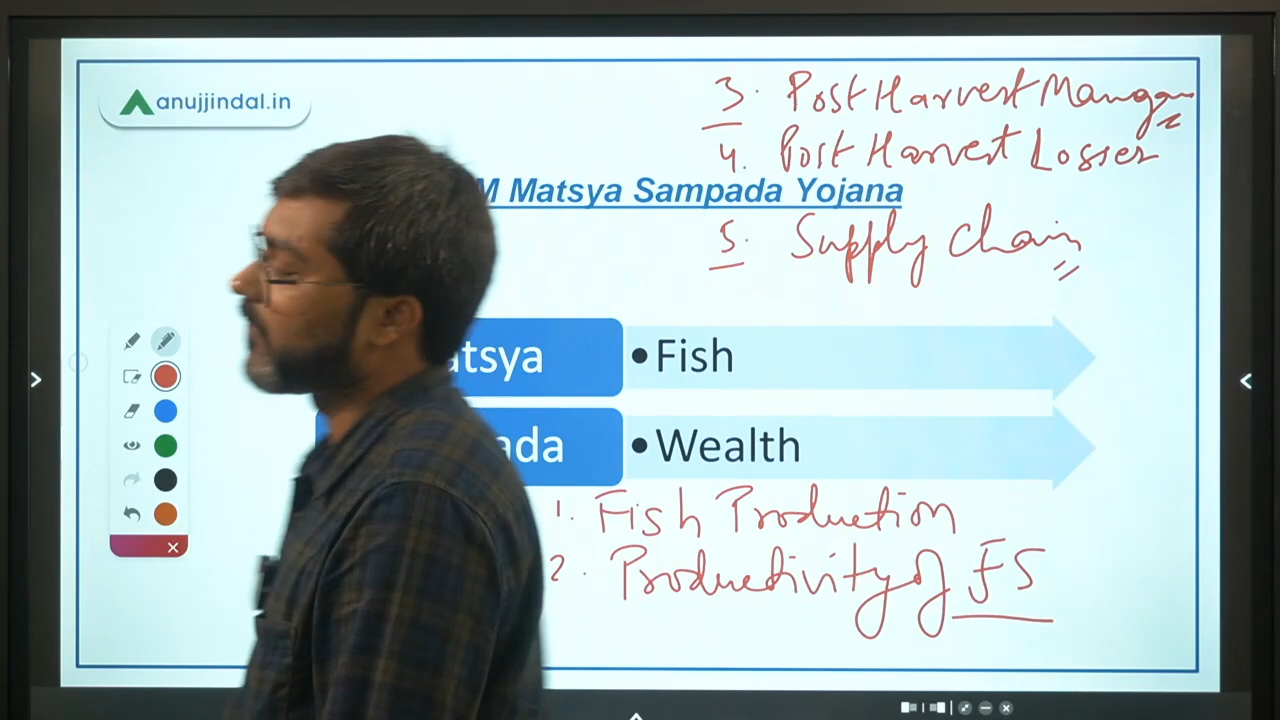 anujjindal.in
3. Post Harvest Manage
4. Post Harvest Losses
M Matsya Sampada Yojana
5. Supply Chain
atsya • Fish
ada • Wealth
1. Fish Production
2. Productivity of FS